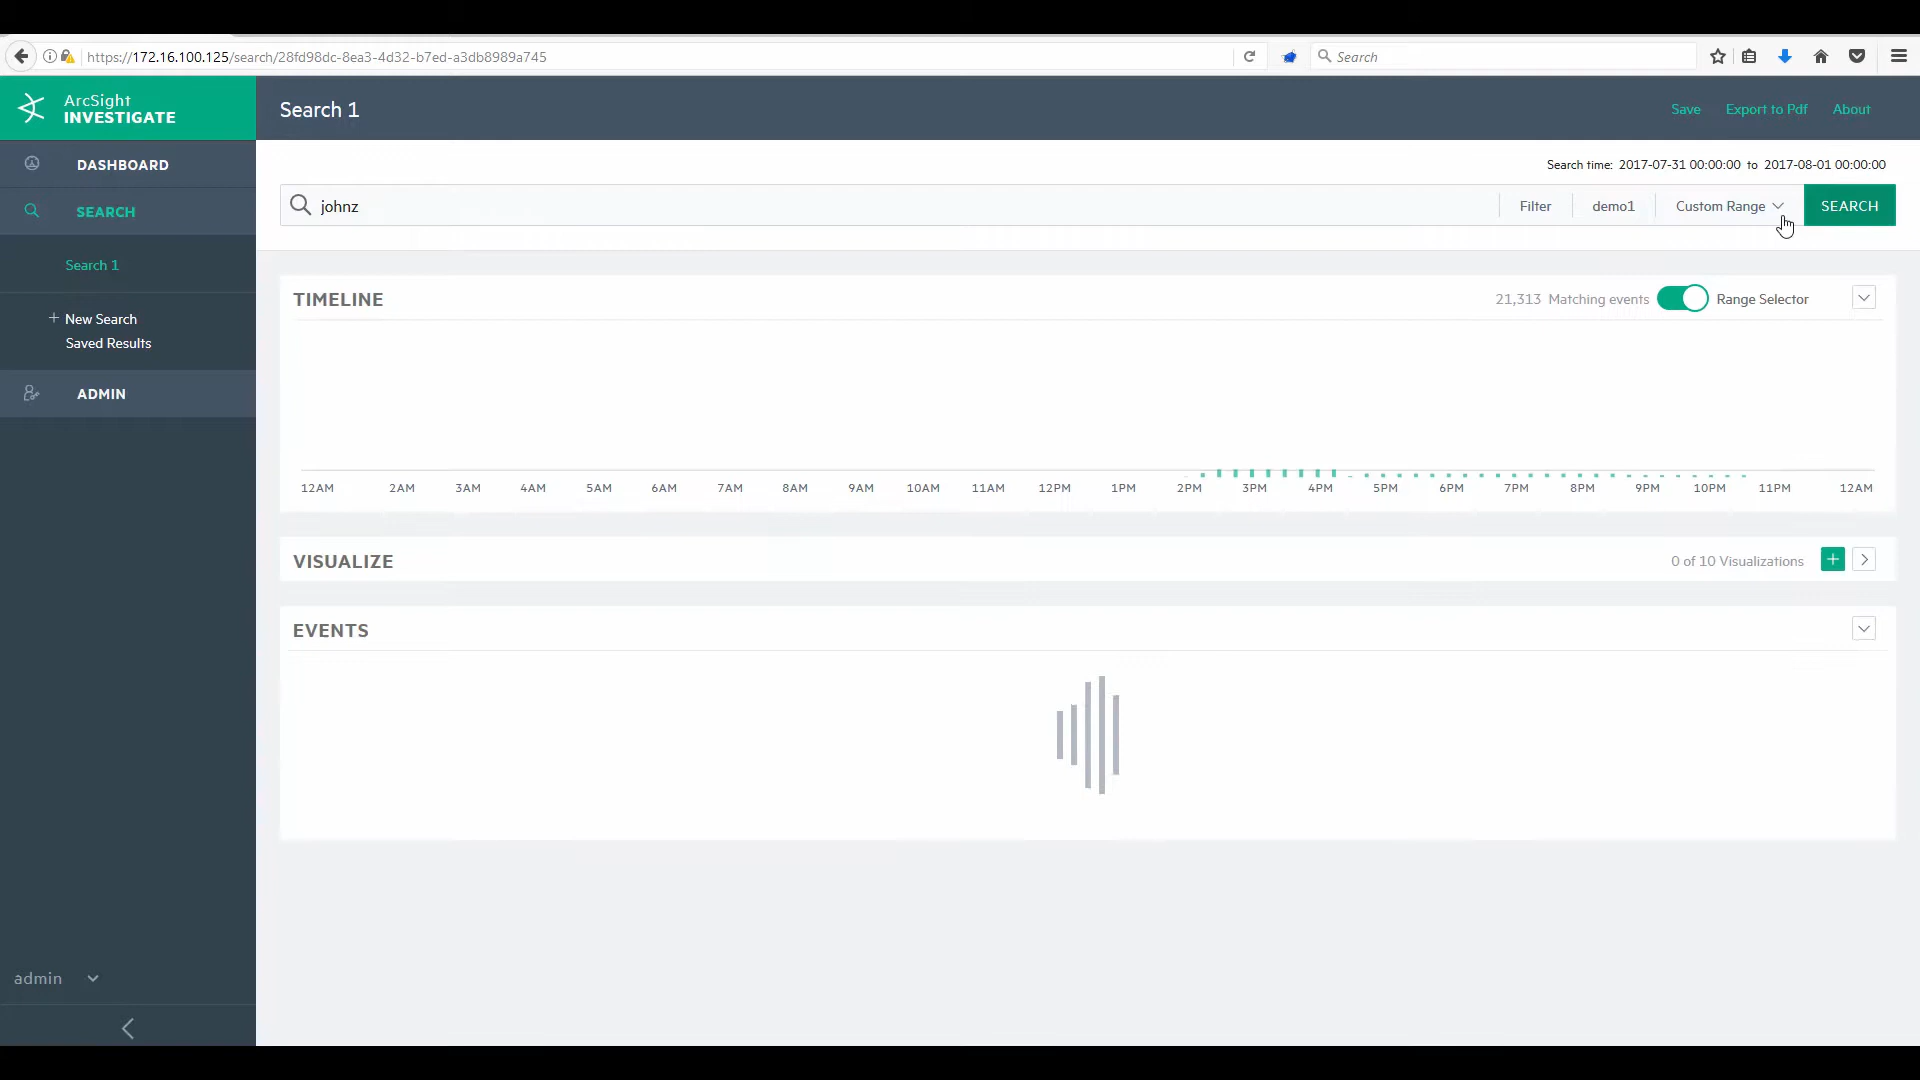 https://172.16.100.125/search/28fd98dc-8ea3-4d32-b7ed-a3db8989a745
Search
ArcSight
INVESTIGATE
Search 1
Save
Export to Pdf
About
DASHBOARD
SEARCH
Search 1
+ New Search
Saved Results
ADMIN
Search time: 2017-07-31 00:00:00 to 2017-08-01 00:00:00
johnz
Filter
demo1
Custom Range
SEARCH
TIMELINE
21,313 Matching events
Range Selector
12AM 2AM 3AM 4AM 5AM 6AM 7AM 8AM 9AM 10AM 11AM 12PM 1PM 2PM 3PM 4PM 5PM 6PM 7PM 8PM 9PM 10PM 11PM 12AM
VISUALIZE
0 of 10 Visualizations
EVENTS
admin